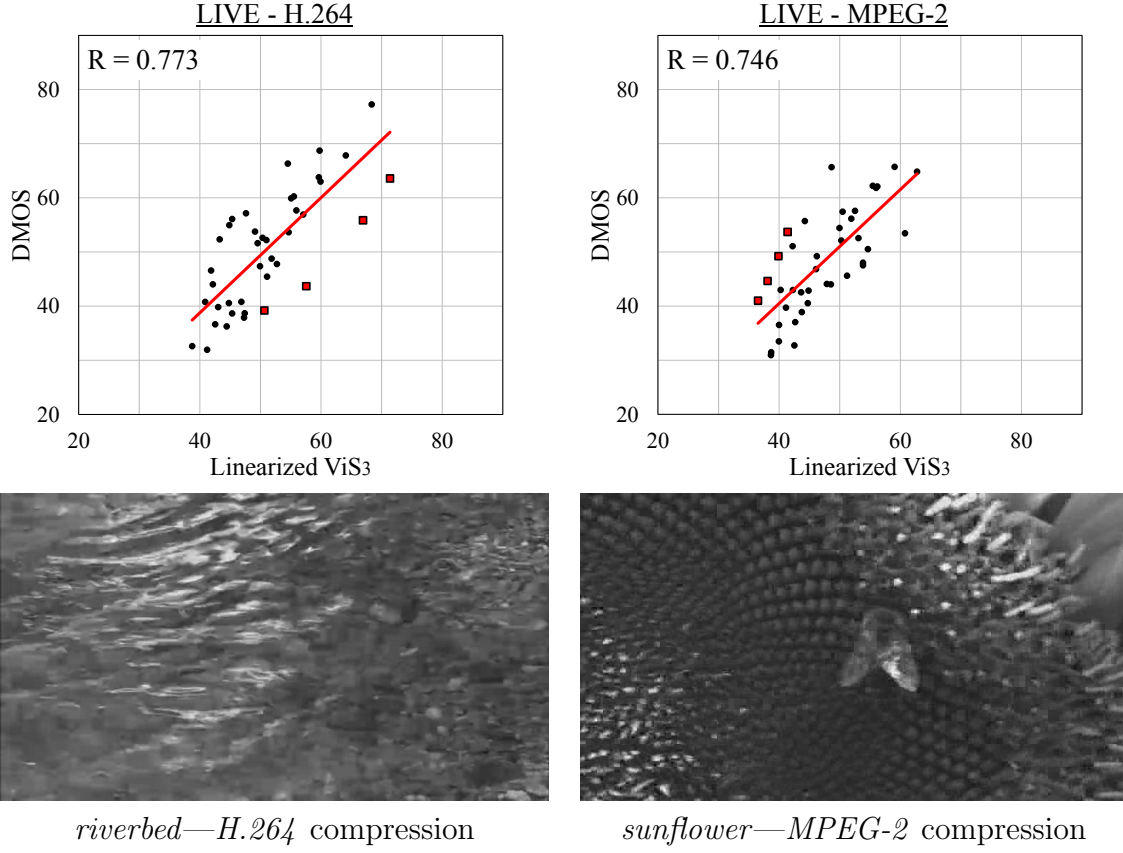 LIVE - H.264
R = 0.773
80
60
40
20
DMOS
20 40 60 80
Linearized ViS3
LIVE - MPEG-2
R = 0.746
80
60
40
20
DMOS
20 40 60 80
Linearized ViS3
riverbed—H.264 compression
sunflower—MPEG-2 compression